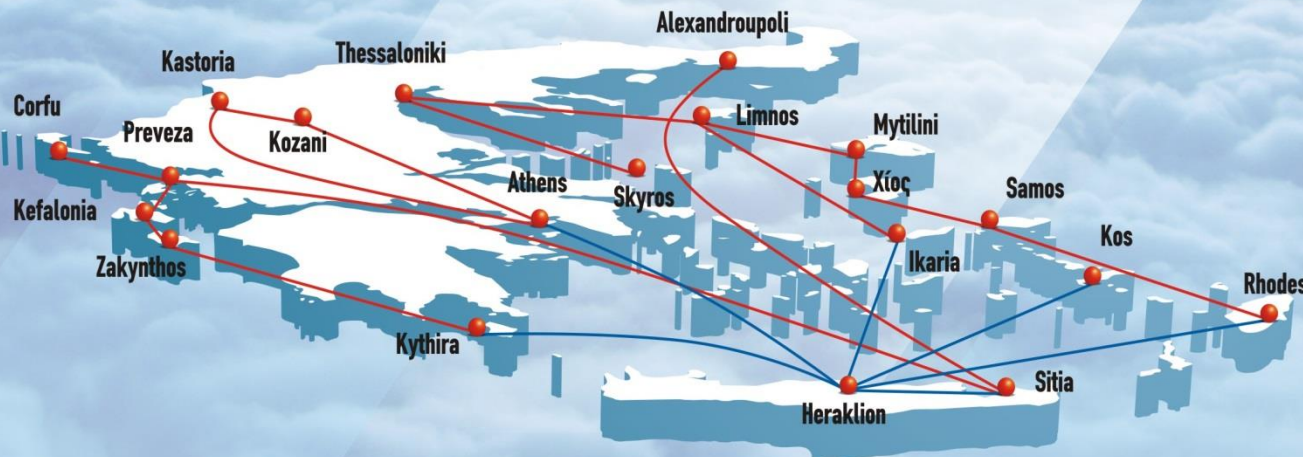 Alexandroupoli
Thessaloniki
Kastoria
Corfu
Preveza
Kozani
Limnos
Mytilini
Kefalonia
Athens
Skyros
Χίος
Samos
Zakynthos
Ikaria
Kos
Rhodes
Kythira
Heraklion
Sitia